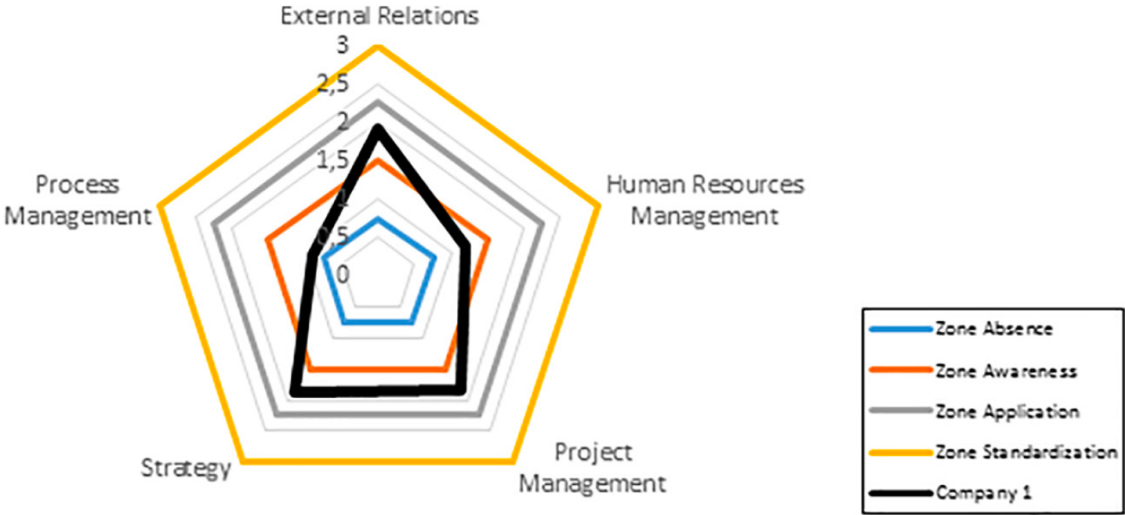 External Relations
3
2,5
2
1,5
1
0,5
0
Process
Management
Human Resources
Management
Strategy
Project
Management
Zone Absence
Zone Awareness
Zone Application
Zone Standardization
Company 1